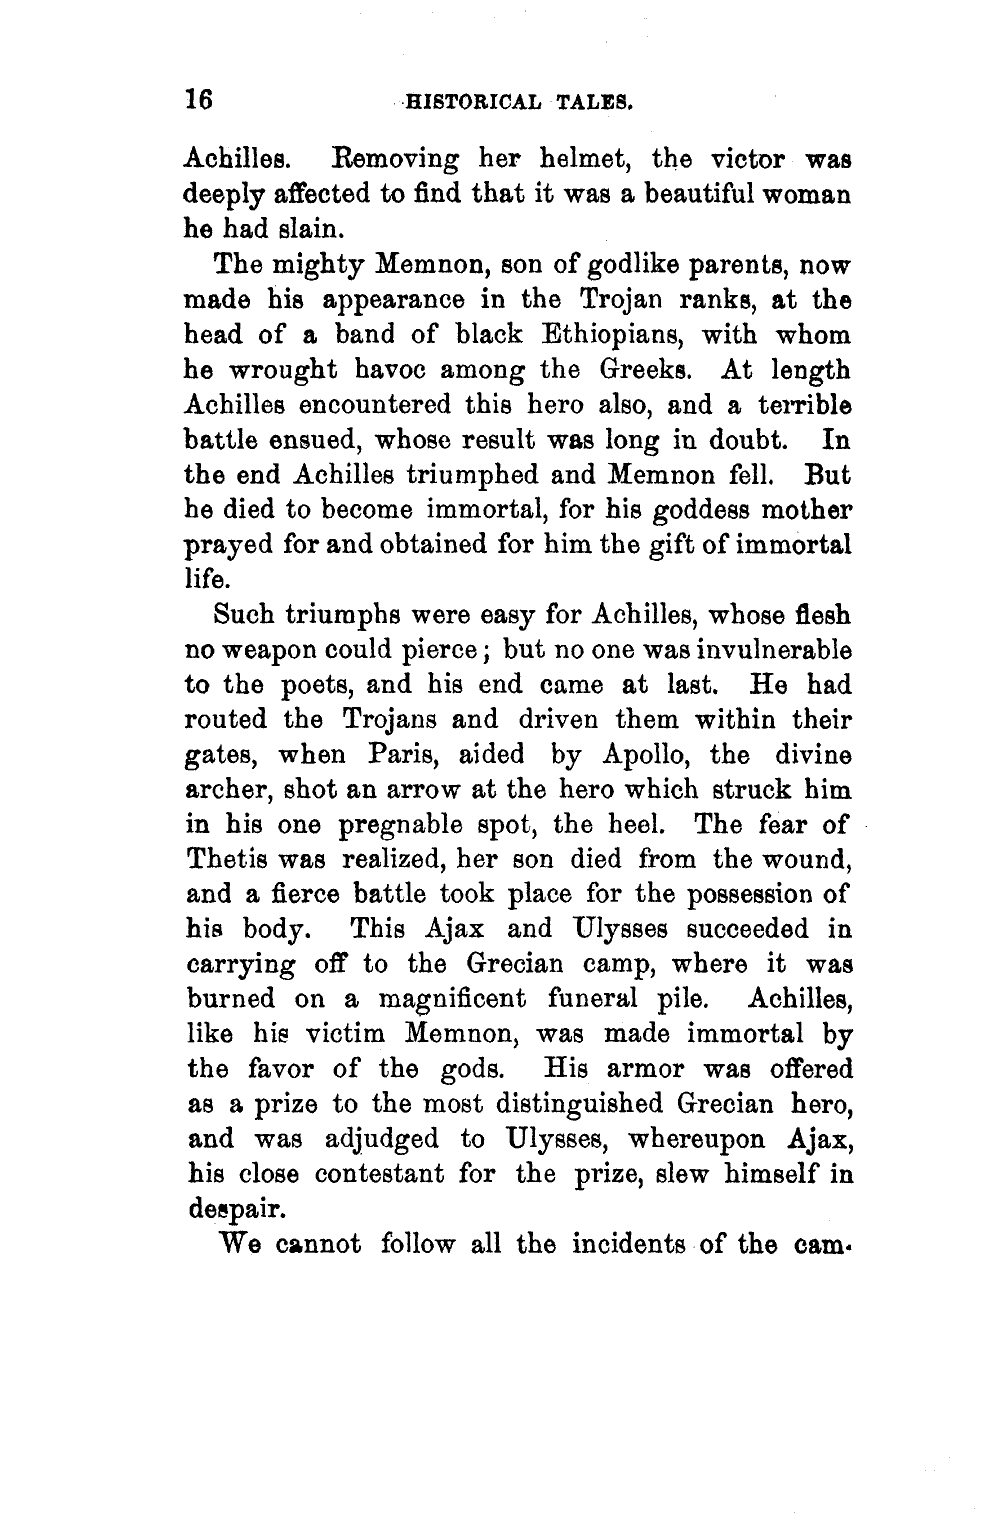 16 HISTORICAL TALES.
Achilles. Removing her helmet, the victor was
deeply affected to find that it was a beautiful woman
he had slain.
The mighty Memnon, son of godlike parents, now
made his appearance in the Trojan ranks, at the
head of a band of black Ethiopians, with whom
he wrought havoc among the Greeks. At length
Achilles encountered this hero also, and a terrible
battle ensued, whose result was long in doubt. In
the end Achilles triumphed and Memnon fell. But
he died to become immortal, for his goddess mother
prayed for and obtained for him the gift of immortal
life.
Such triumphs were easy for Achilles, whose flesh
no weapon could pierce; but no one was invulnerable
to the poets, and his end came at last. He had
routed the Trojans and driven them within their
gates, when Paris, aided by Apollo, the divine
archer, shot an arrow at the hero which struck him
in his one pregnable spot, the heel. The fear of
Thetis was realized, her son died from the wound,
and a fierce battle took place for the possession of
his body. This Ajax and Ulysses succeeded in
carrying off to the Grecian camp, where it was
burned on a magnificent funeral pile. Achilles,
like his victim Memnon, was made immortal by
the favor of the gods. His armor was offered
as a prize to the most distinguished Grecian hero,
and was adjudged to Ulysses, whereupon Ajax,
his close contestant for the prize, slew himself in
despair.
We cannot follow all the incidents of the cam-